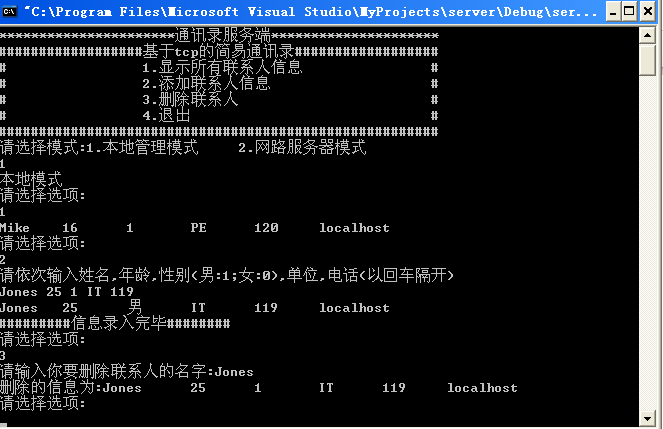 "C:\Program Files\Microsoft Visual Studio\MyProjects\server\Debug\ser...
**********************通讯录服务端*********************
##################基于tcp的简易通讯录##################
# 1.显示所有联系人信息 #
# 2.添加联系人信息 #
# 3.删除联系人 #
# 4.退出 #
#######################################################
请选择模式:1.本地管理模式 2.网路服务器模式
1
本地模式
请选择选项:
1
Mike 16 1 PE 120 localhost
请选择选项:
2
请依次输入姓名,年龄,性别(男:1;女:0),单位,电话(以回车隔开)
Jones 25 1 IT 119
Jones 25 男 IT 119 localhost
#########信息录入完毕########
请选择选项:
3
请输入你要删除联系人的名字:Jones
删除的信息为:Jones 25 1 IT 119 localhost
请选择选项: